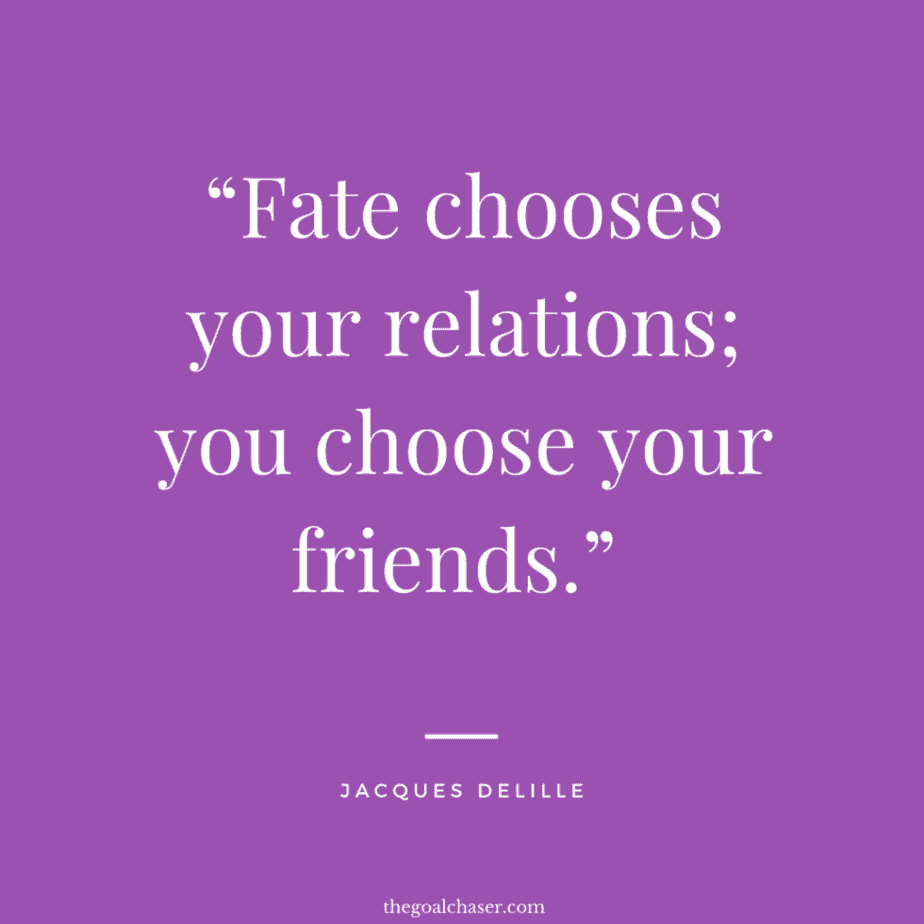 “Fate chooses
your relations;
you choose your
friends.”
JACQUES DELILLE
thegoalchaser.com